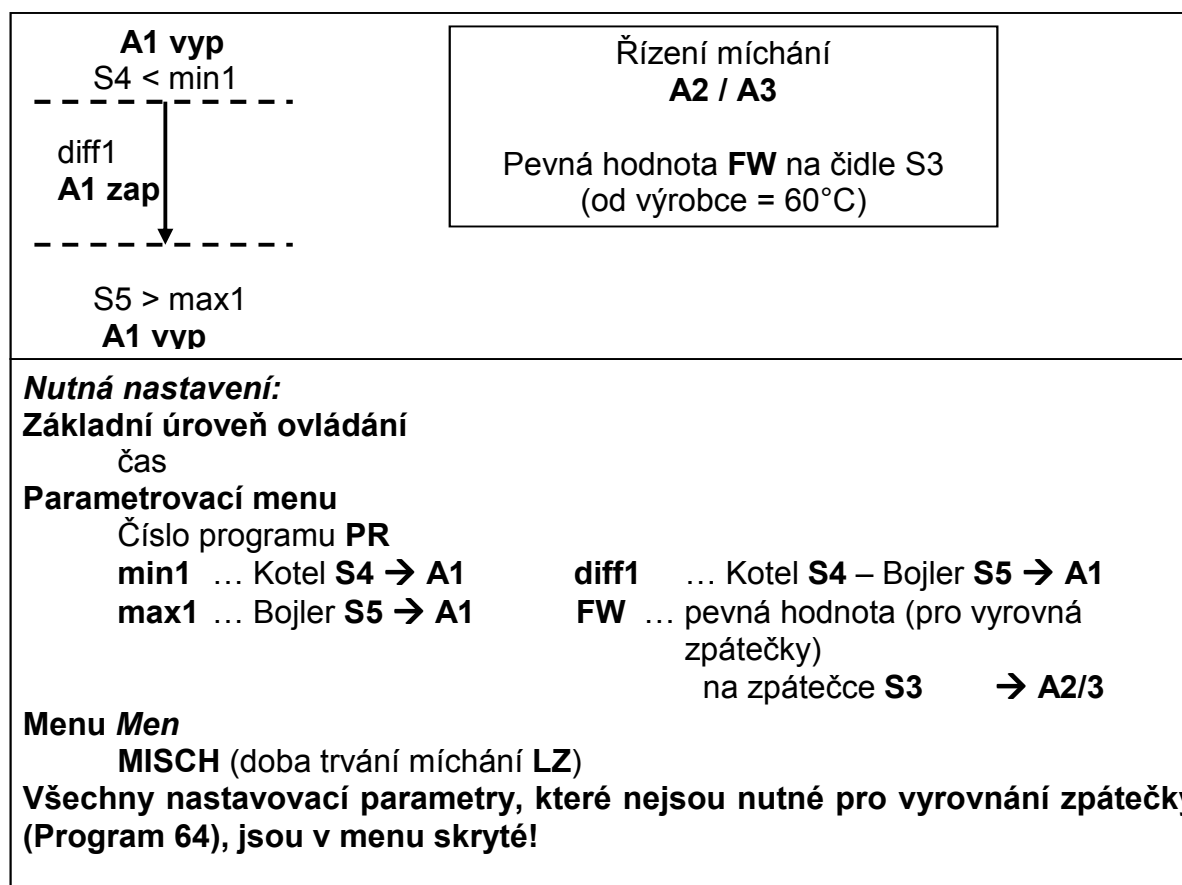 A1 vyp
S4 < min1
diff1
A1 zap
S5 > max1
A1 vyp
Řízení míchání
A2 / A3
Pevná hodnota FW na čidle S3
(od výrobce = 60°C)
Nutná nastavení:
Základní úroveň ovládání
čas
Parametrovací menu
Číslo programu PR
min1 … Kotel S4 → A1 diff1 … Kotel S4 – Bojler S5 → A1
max1 … Bojler S5 → A1 FW … pevná hodnota (pro vyrovná
zpátečky)
na zpátečce S3 → A2/3
Menu Men
MISCH (doba trvání míchání LZ)
Všechny nastavovací parametry, které nejsou nutné pro vyrovnání zpátečky
(Program 64), jsou v menu skryté!